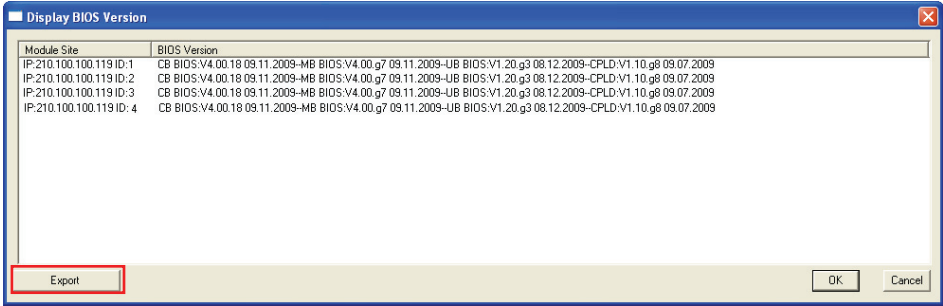 Display BIOS Version
Module Site BIOS Version
IP:210.100.100.119 ID:1 CB BIOS:V4.00.18 09.11.2009--MB BIOS:V4.00.g7 09.11.2009--UB BIOS:V1.20.g3 08.12.2009--CPLD:V1.10.g8 09.07.2009
IP:210.100.100.119 ID:2 CB BIOS:V4.00.18 09.11.2009--MB BIOS:V4.00.g7 09.11.2009--UB BIOS:V1.20.g3 08.12.2009--CPLD:V1.10.g8 09.07.2009
IP:210.100.100.119 ID:3 CB BIOS:V4.00.18 09.11.2009--MB BIOS:V4.00.g7 09.11.2009--UB BIOS:V1.20.g3 08.12.2009--CPLD:V1.10.g8 09.07.2009
IP:210.100.100.119 ID: 4 CB BIOS:V4.00.18 09.11.2009--MB BIOS:V4.00.g7 09.11.2009--UB BIOS:V1.20.g3 08.12.2009--CPLD:V1.10.g8 09.07.2009
Export OK Cancel